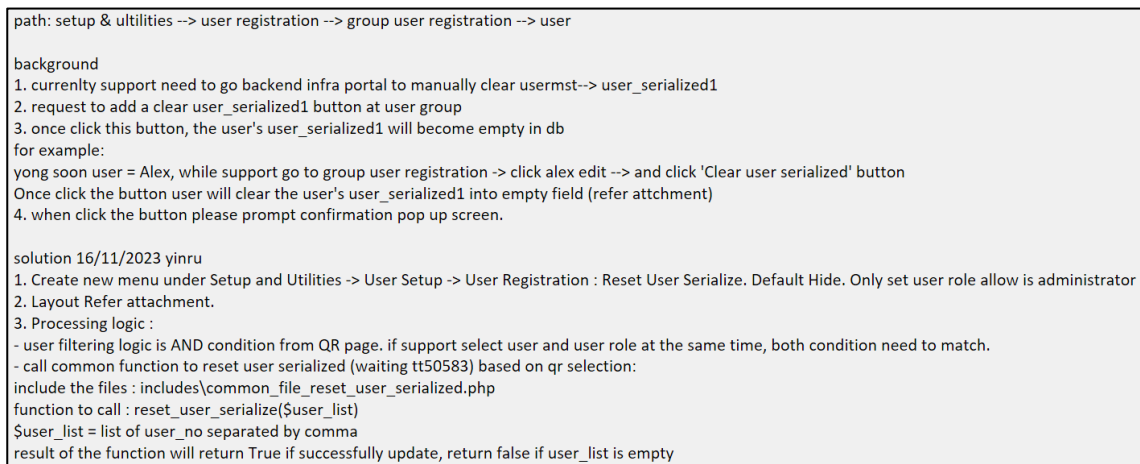 path: setup & ultilities --> user registration --> group user registration --> user
background
1. currenlty support need to go backend infra portal to manually clear usermst--> user_serialized1
2. request to add a clear user_serialized1 button at user group
3. once click this button, the user's user_serialized1 will become empty in db
for example:
yong soon user = Alex, while support go to group user registration -> click alex edit --> and click 'Clear user serialized' button
Once click the button user will clear the user's user_serialized1 into empty field (refer attchment)
4. when click the button please prompt confirmation pop up screen.
solution 16/11/2023 yinru
1. Create new menu under Setup and Utilities -> User Setup -> User Registration : Reset User Serialize. Default Hide. Only set user role allow is administrator
2. Layout Refer attachment.
3. Processing logic :
- user filtering logic is AND condition from QR page. if support select user and user role at the same time, both condition need to match.
- call common function to reset user serialized (waiting tt50583) based on qr selection:
include the files : includes\common_file_reset_user_serialized.php
function to call : reset_user_serialize($user_list)
$user_list = list of user_no separated by comma
result of the function will return True if successfully update, return false if user_list is empty